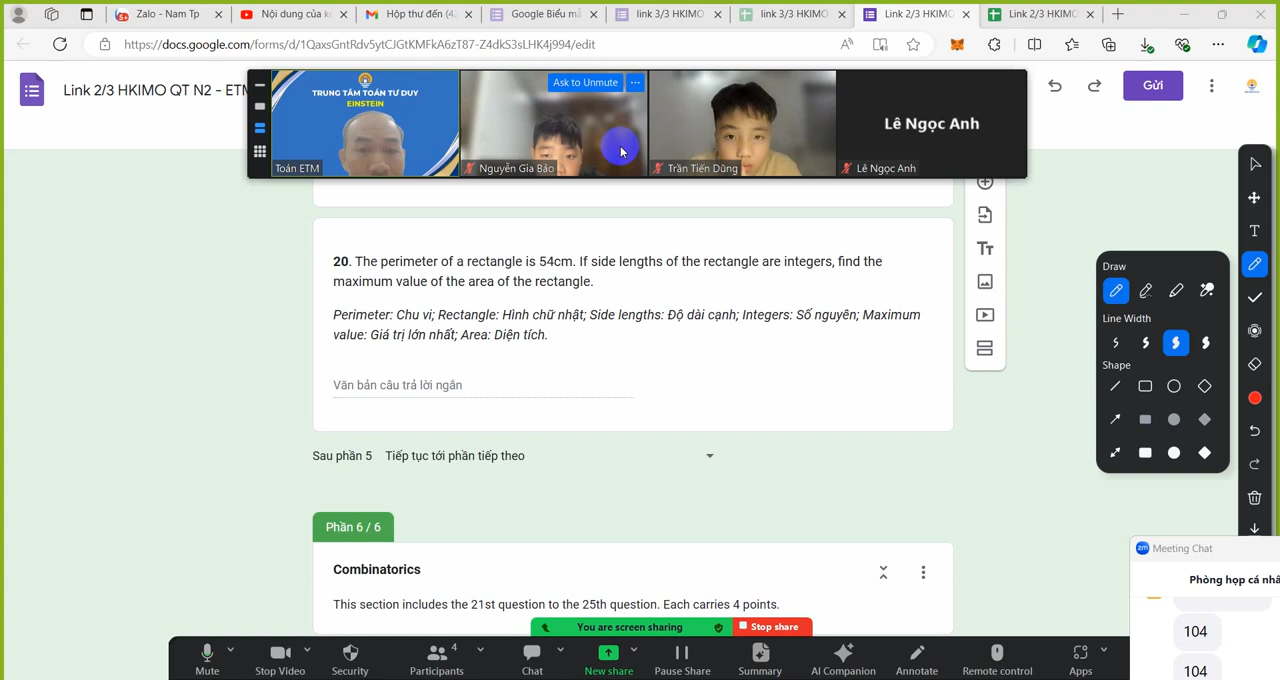 Zalo - Nam Tp
Nội dung của k
Hộp thư đến (4
Google Biểu m
link 3/3 HKIMO
link 3/3 HKIMO
Link 2/3 HKIMO
Link 2/3 HKIMO
https://docs.google.com/forms/d/1QaxsGntRdv5ytCJGtKMFkA6zT87-Z4dkS3sLHK4j994/edit
Link 2/3 HKIMO QT N2 - ETM
Gửi
TRUNG TÂM TOÁN TƯ DUY
EINSTEIN
Toán ETM
Ask to Unmute
Nguyễn Gia Bảo
Trần Tiến Dũng
Lê Ngọc Anh
Lê Ngọc Anh
20. The perimeter of a rectangle is 54cm. If side lengths of the rectangle are integers, find the
maximum value of the area of the rectangle.
Perimeter: Chu vi; Rectangle: Hình chữ nhật; Side lengths: Độ dài cạnh; Integers: Số nguyên; Maximum
value: Giá trị lớn nhất; Area: Diện tích.
Văn bản câu trả lời ngắn
Sau phần 5 Tiếp tục tới phần tiếp theo
Phần 6 / 6
Combinatorics
This section includes the 21st question to the 25th question. Each carries 4 points.
Draw
Line Width
Shape
You are screen sharing
Stop share
zm Meeting Chat
Phòng họp cá nhâ
104
104
Mute
Stop Video
Security
Participants
4
Chat
New share
Pause Share
Summary
AI Companion
Annotate
Remote control
Apps